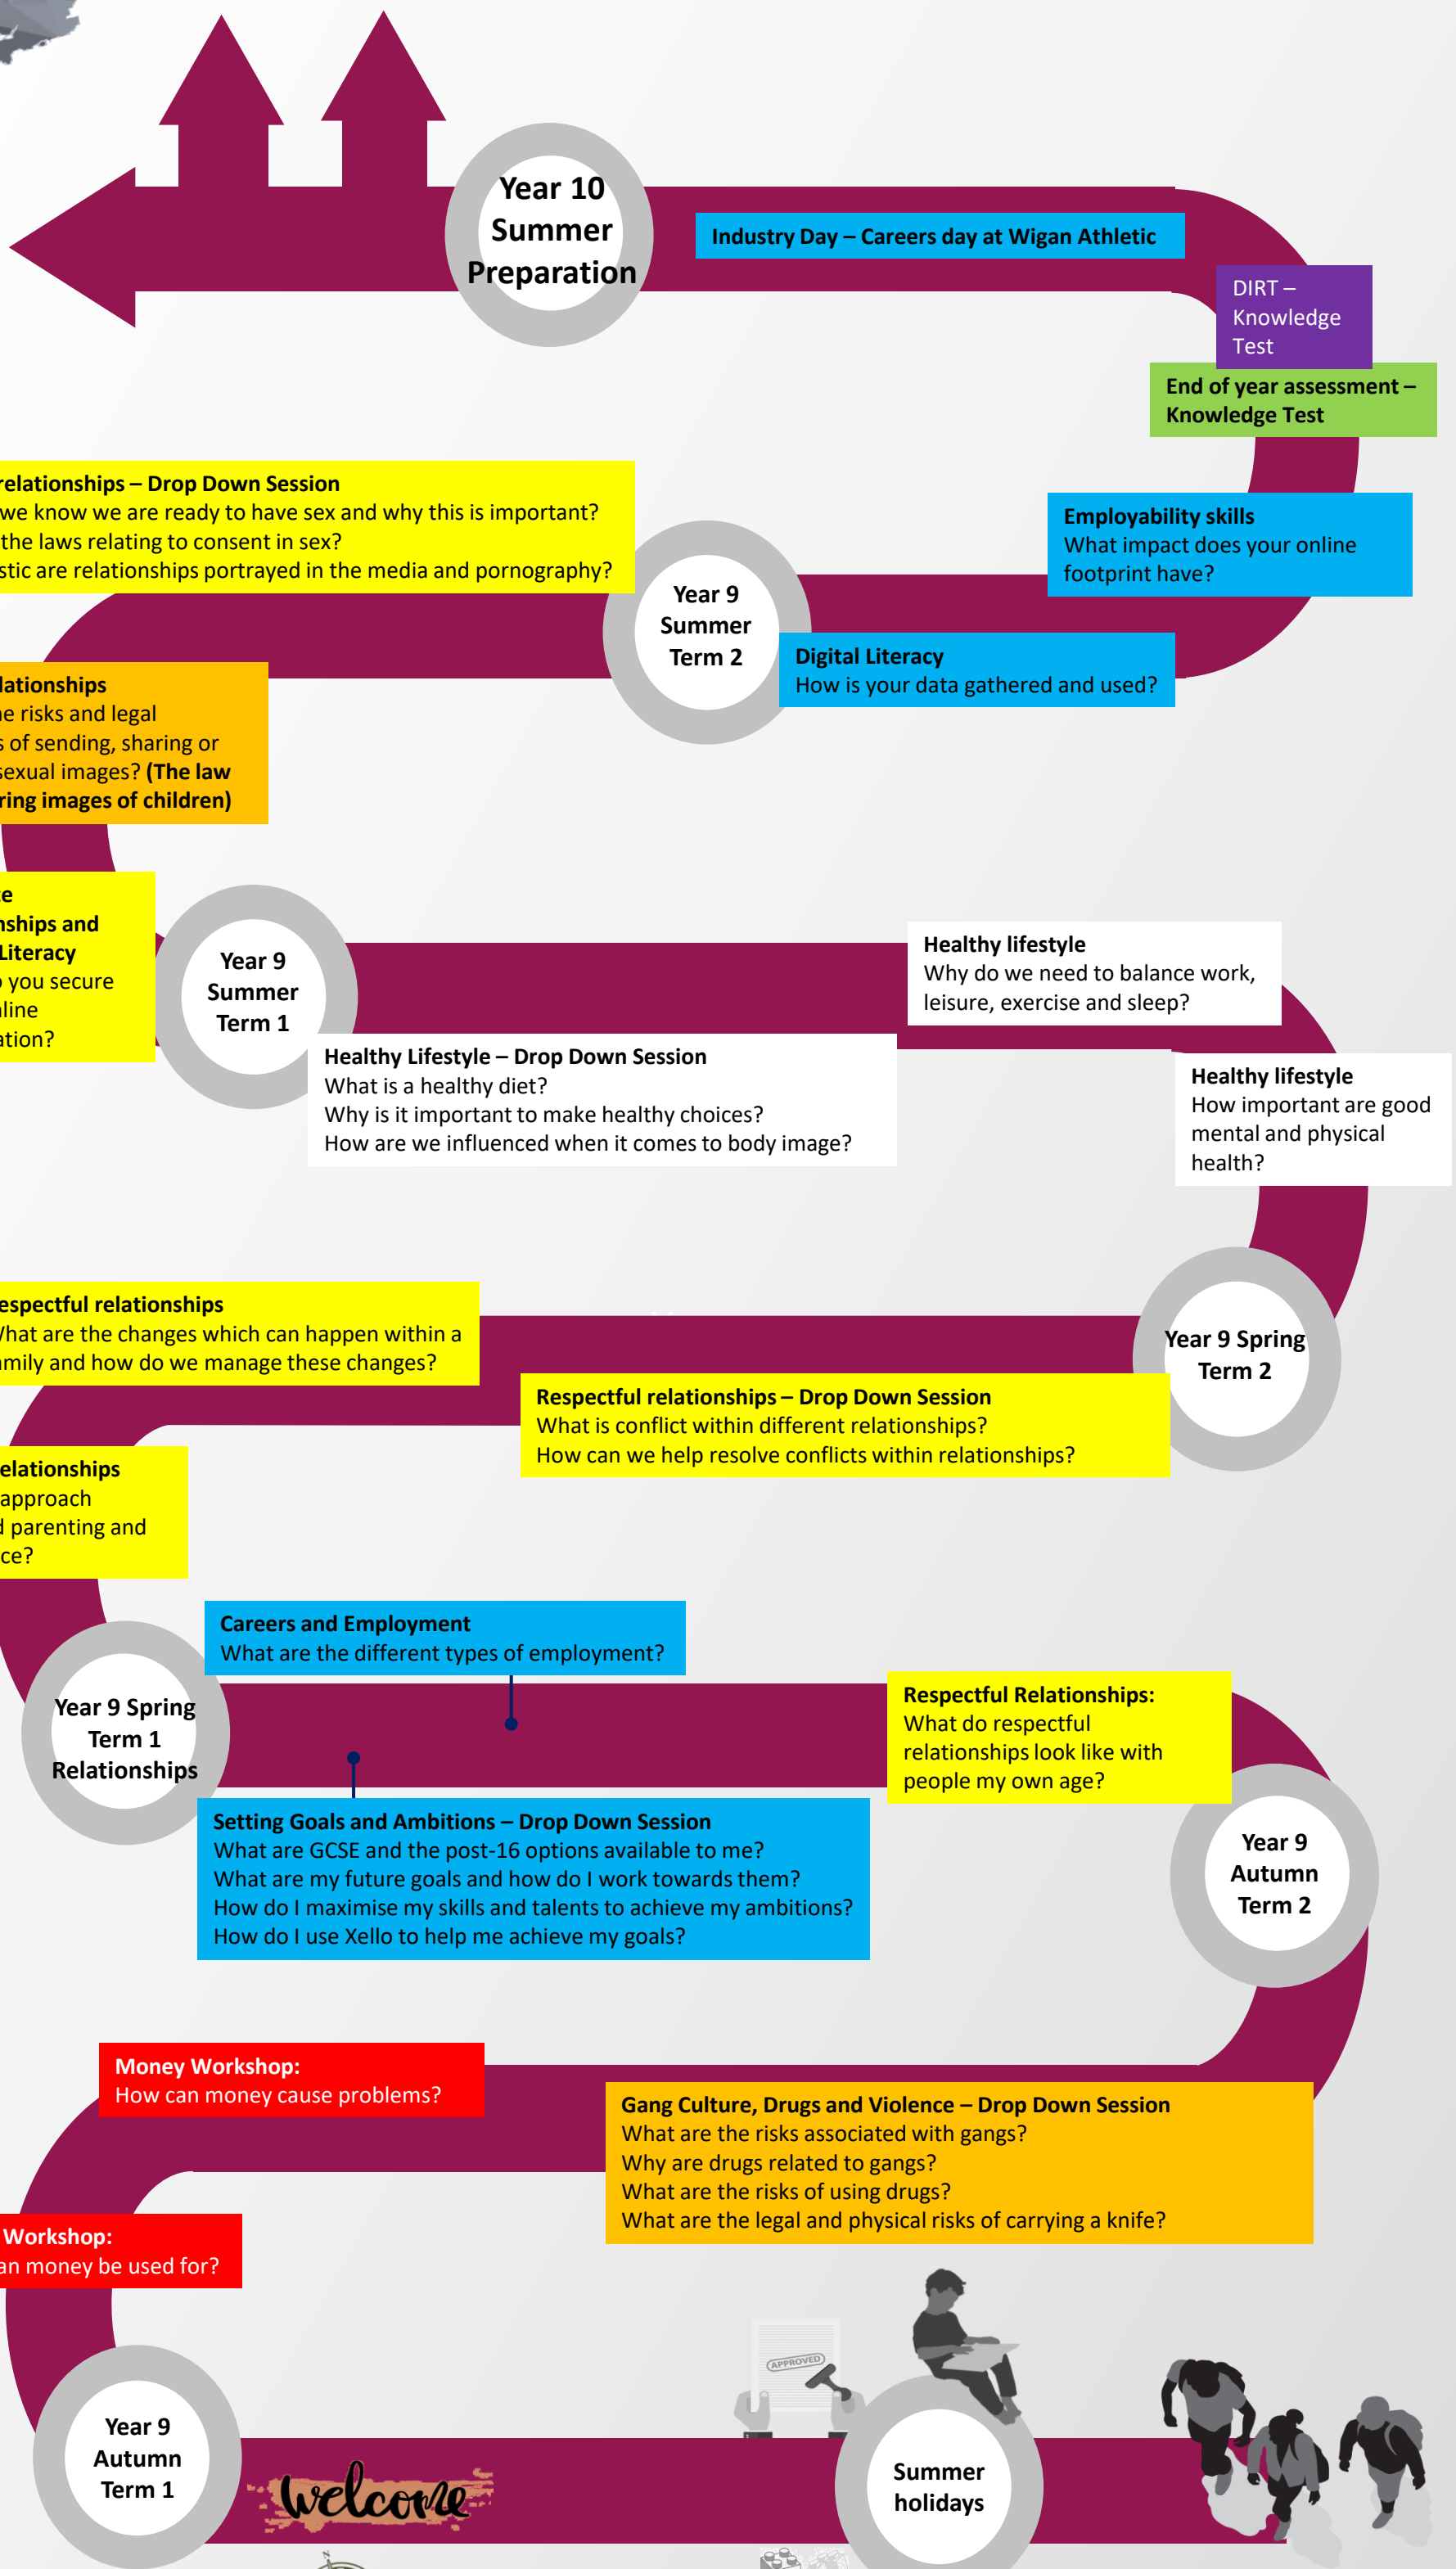 Year 10
Summer
Preparation
Industry Day – Careers day at Wigan Athletic
DIRT –
Knowledge
Test
End of year assessment –
Knowledge Test
relationships – Drop Down Session
we know we are ready to have sex and why this is important?
the laws relating to consent in sex?
stic are relationships portrayed in the media and pornography?
Employability skills
What impact does your online
footprint have?
Year 9
Summer
Term 2
Digital Literacy
How is your data gathered and used?
lationships
ne risks and legal
s of sending, sharing or
sexual images? (The law
ring images of children)
te
nships and
Literacy
o you secure
nline
ation?
Year 9
Summer
Term 1
Healthy lifestyle
Why do we need to balance work,
leisure, exercise and sleep?
Healthy Lifestyle – Drop Down Session
What is a healthy diet?
Why is it important to make healthy choices?
How are we influenced when it comes to body image?
Healthy lifestyle
How important are good
mental and physical
health?
espectful relationships
What are the changes which can happen within a
amily and how do we manage these changes?
Year 9 Spring
Term 2
Respectful relationships – Drop Down Session
What is conflict within different relationships?
How can we help resolve conflicts within relationships?
elationships
approach
d parenting and
ce?
Careers and Employment
What are the different types of employment?
Year 9 Spring
Term 1
Relationships
Respectful Relationships:
What do respectful
relationships look like with
people my own age?
Setting Goals and Ambitions – Drop Down Session
What are GCSE and the post-16 options available to me?
What are my future goals and how do I work towards them?
How do I maximise my skills and talents to achieve my ambitions?
How do I use Xello to help me achieve my goals?
Year 9
Autumn
Term 2
Money Workshop:
How can money cause problems?
Gang Culture, Drugs and Violence – Drop Down Session
What are the risks associated with gangs?
Why are drugs related to gangs?
What are the risks of using drugs?
What are the legal and physical risks of carrying a knife?
Workshop:
an money be used for?
APPROVED
Year 9
Autumn
Term 1
welcome
Summer
holidays